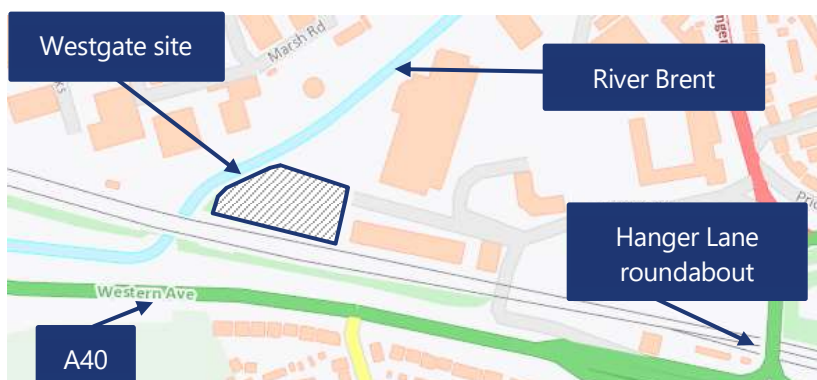 Westgate site
Marsh Rd
River Brent
Hanger Lane
roundabout
Western Ave
A40